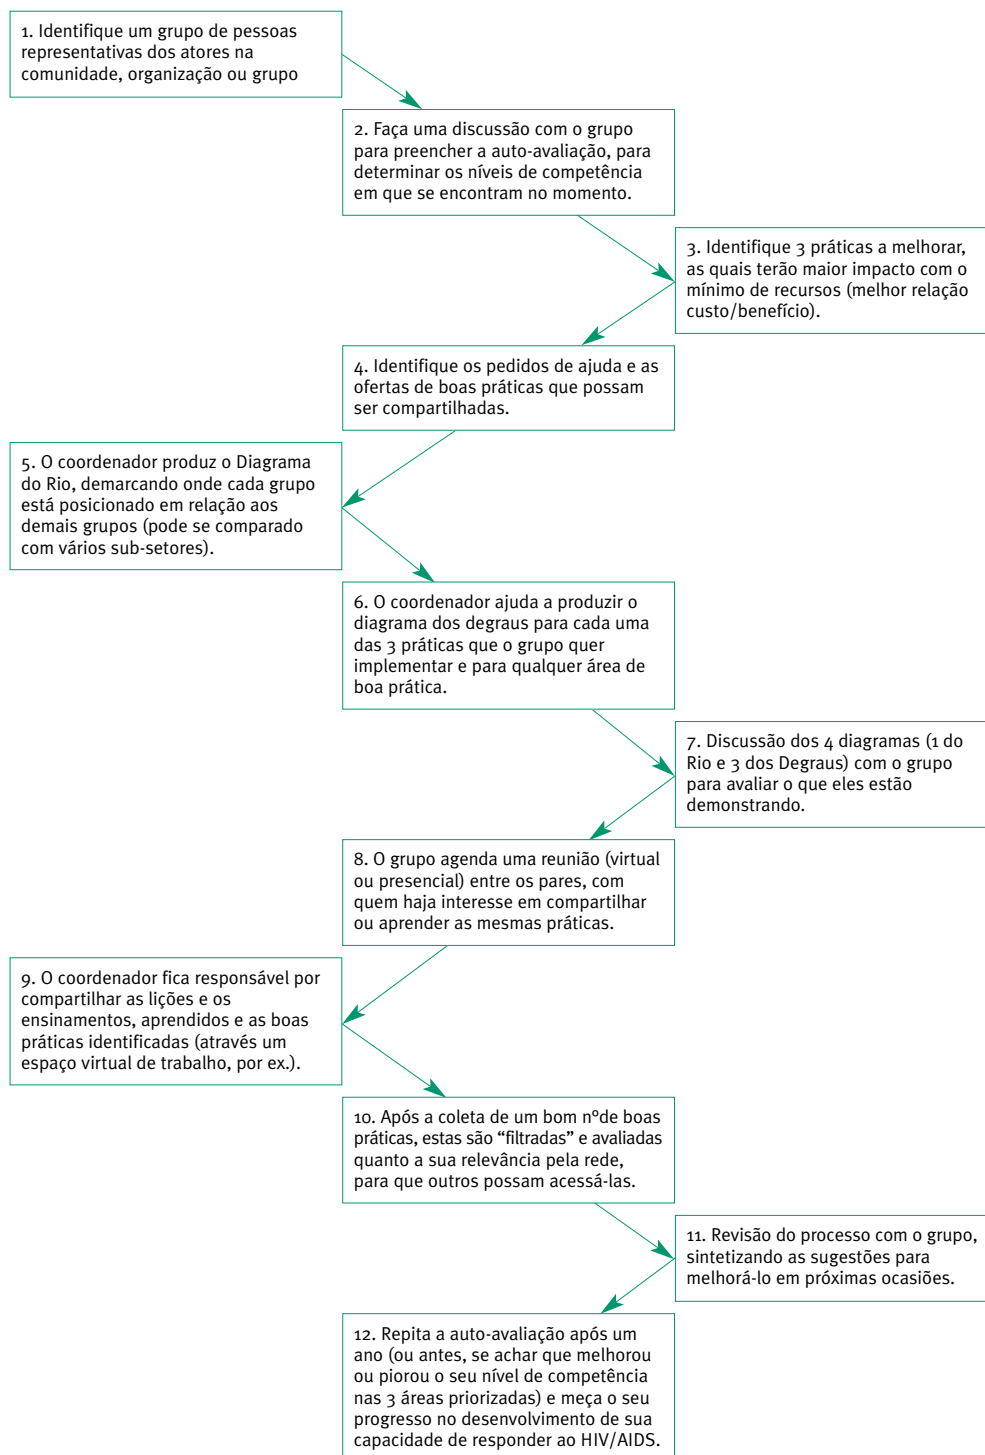 1. Identifique um grupo de pessoas
representativas dos atores na
comunidade, organização ou grupo
2. Faça uma discussão com o grupo
para preencher a auto-avaliação, para
determinar os níveis de competência
em que se encontram no momento.
3. Identifique 3 práticas a melhorar,
as quais terão maior impacto com o
mínimo de recursos (melhor relação
custo/benefício).
4. Identifique os pedidos de ajuda e as
ofertas de boas práticas que possam
ser compartilhadas.
5. O coordenador produz o Diagrama
do Rio, demarcando onde cada grupo
está posicionado em relação aos
demais grupos (pode se comparado
com vários sub-setores).
6. O coordenador ajuda a produzir o
diagrama dos degraus para cada uma
das 3 práticas que o grupo quer
implementar e para qualquer área de
boa prática.
7. Discussão dos 4 diagramas (1 do
Rio e 3 dos Degraus) com o grupo
para avaliar o que eles estão
demonstrando.
8. O grupo agenda uma reunião (virtual
ou presencial) entre os pares, com
quem haja interesse em compartilhar
ou aprender as mesmas práticas.
9. O coordenador fica responsável por
compartilhar as lições e os
ensinamentos, aprendidos e as boas
práticas identificadas (através um
espaço virtual de trabalho, por ex.).
10. Após a coleta de um bom nºde boas
práticas, estas são “filtradas” e avaliadas
quanto a sua relevância pela rede,
para que outros possam acessá-las.
11. Revisão do processo com o grupo,
sintetizando as sugestões para
melhorá-lo em próximas ocasiões.
12. Repita a auto-avaliação após um
ano (ou antes, se achar que melhorou
ou piorou o seu nível de competência
nas 3 áreas priorizadas) e meça o seu
progresso no desenvolvimento de sua
capacidade de responder ao HIV/AIDS.